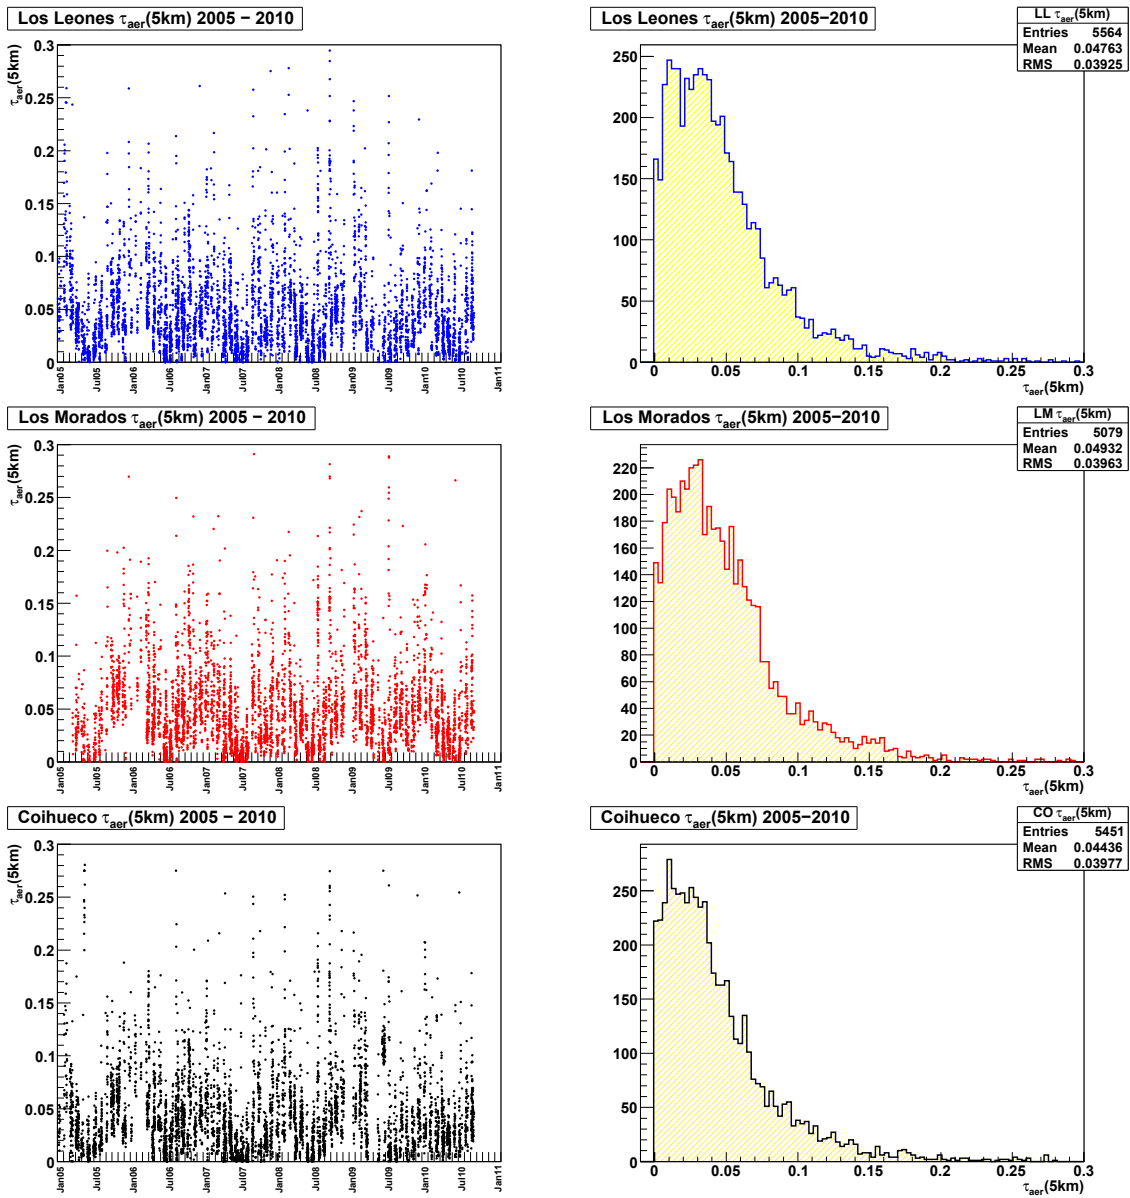 Los Leones τaer(5km) 2005 − 2010
τaer(5km)
0.3
0.25
0.2
0.15
0.1
0.05
0
Jan05
Jul05
Jan06
Jul06
Jan07
Jul07
Jan08
Jul08
Jan09
Jul09
Jan10
Jul10
Jan11
Los Leones τaer(5km) 2005−2010
LL τaer(5km)
Entries 5564
Mean 0.04763
RMS 0.03925
250
200
150
100
50
0
0 0.05 0.1 0.15 0.2 0.25 0.3
τaer(5km)
Los Morados τaer(5km) 2005 − 2010
τaer(5km)
0.3
0.25
0.2
0.15
0.1
0.05
0
Jan05
Jul05
Jan06
Jul06
Jan07
Jul07
Jan08
Jul08
Jan09
Jul09
Jan10
Jul10
Jan11
Los Morados τaer(5km) 2005−2010
LM τaer(5km)
Entries 5079
Mean 0.04932
RMS 0.03963
220
200
180
160
140
120
100
80
60
40
20
0
0 0.05 0.1 0.15 0.2 0.25 0.3
τaer(5km)
Coihueco τaer(5km) 2005 − 2010
τaer(5km)
0.3
0.25
0.2
0.15
0.1
0.05
0
Jan05
Jul05
Jan06
Jul06
Jan07
Jul07
Jan08
Jul08
Jan09
Jul09
Jan10
Jul10
Jan11
Coihueco τaer(5km) 2005−2010
CO τaer(5km)
Entries 5451
Mean 0.04436
RMS 0.03977
250
200
150
100
50
0
0 0.05 0.1 0.15 0.2 0.25 0.3
τaer(5km)